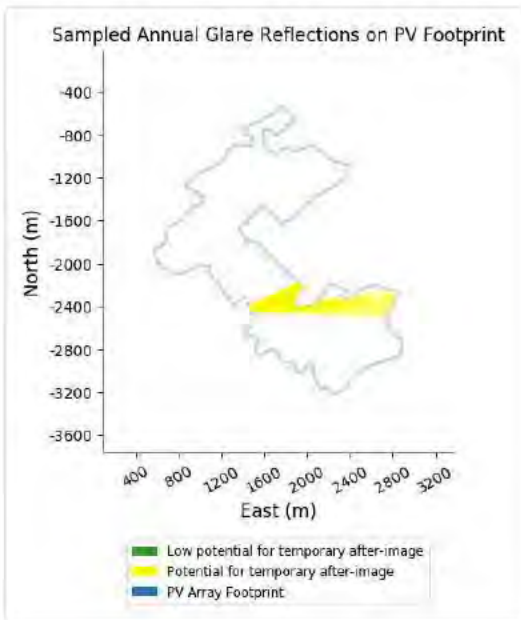 Sampled Annual Glare Reflections on PV Footprint
North (m)
-400
-800
-1200
-1600
-2000
-2400
-2800
-3200
-3600
400 800 1200 1600 2000 2400 2800 3200
East (m)
Low potential for temporary after-image
Potential for temporary after-image
PV Array Footprint